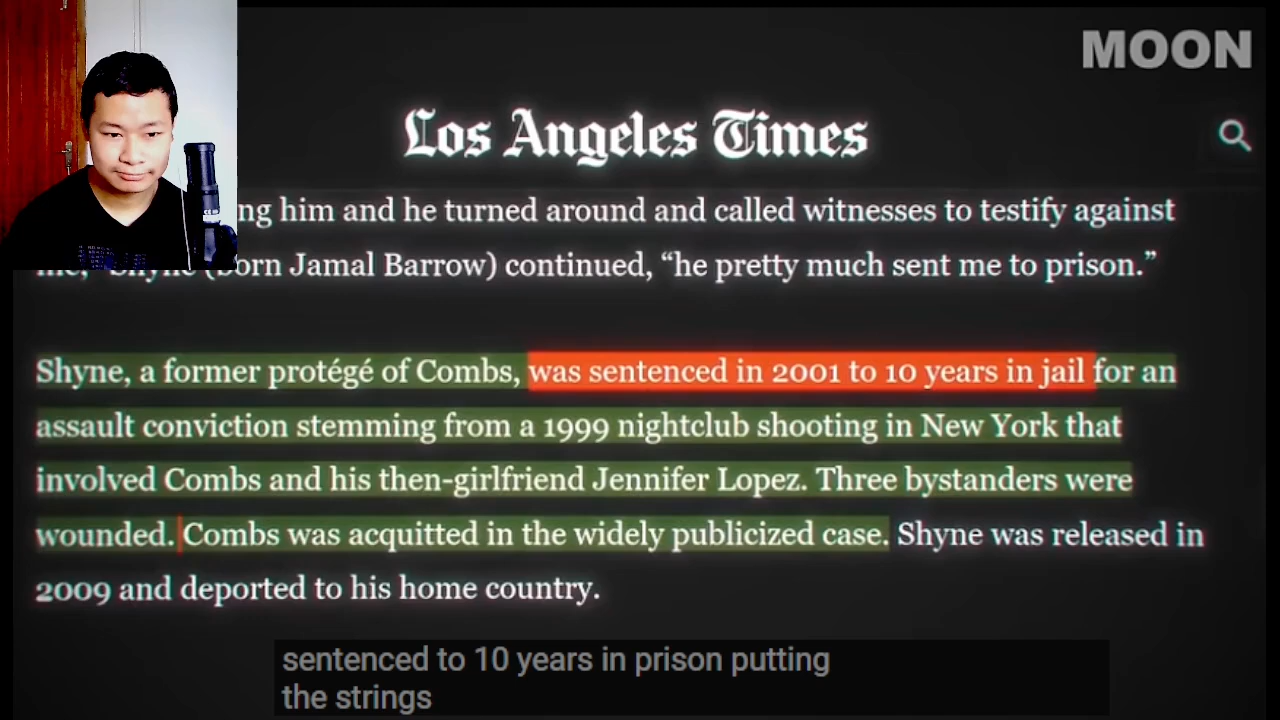 MOON
Los Angeles Times
ng him and he turned around and called witnesses to testify against
(born Jamal Barrow) continued, “he pretty much sent me to prison.”
Shyne, a former protégé of Combs, was sentenced in 2001 to 10 years in jail for an
assault conviction stemming from a 1999 nightclub shooting in New York that
involved Combs and his then-girlfriend Jennifer Lopez. Three bystanders were
wounded. Combs was acquitted in the widely publicized case. Shyne was released in
2009 and deported to his home country.
sentenced to 10 years in prison putting
the strings